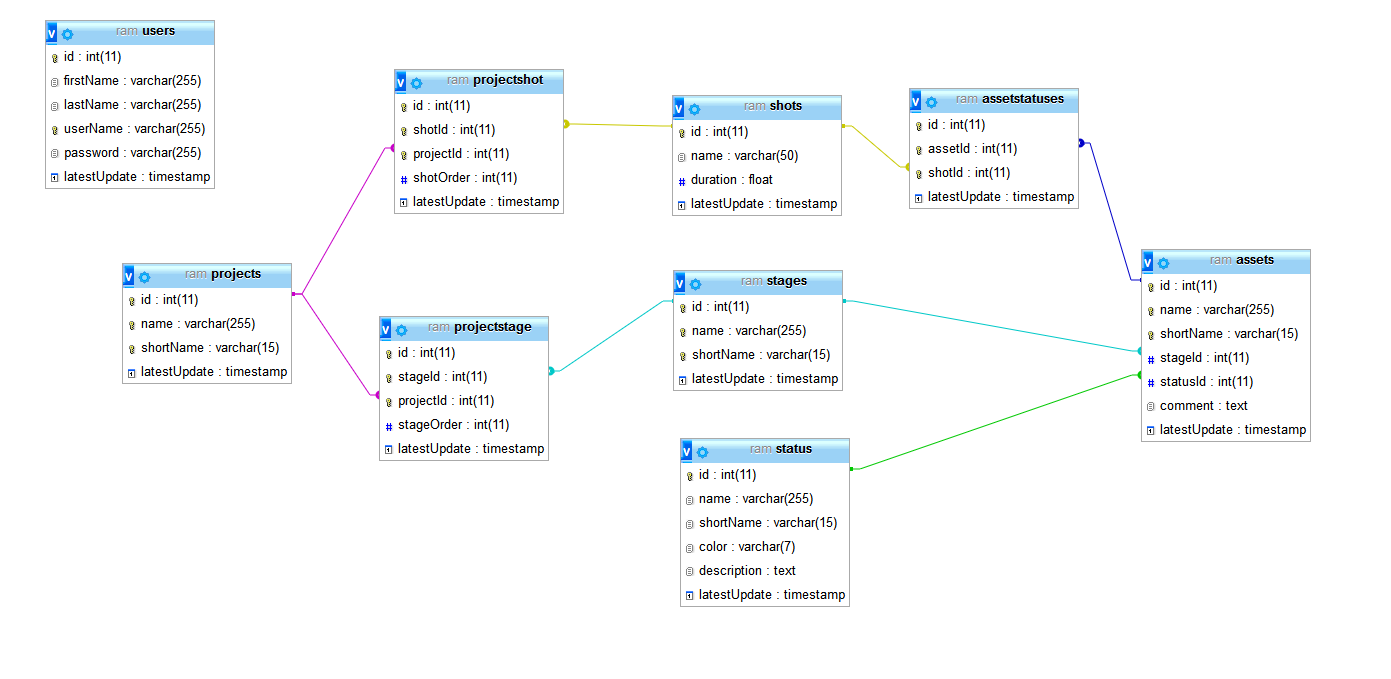 v ram users
id : int(11)
firstName : varchar(255)
lastName : varchar(255)
userName : varchar(255)
password : varchar(255)
latestUpdate : timestamp
v ram projectshot
id : int(11)
shotId : int(11)
projectId : int(11)
# shotOrder : int(11)
latestUpdate : timestamp
v ram shots
id : int(11)
name : varchar(50)
# duration : float
latestUpdate : timestamp
v ram assetstatuses
id : int(11)
assetId : int(11)
shotId : int(11)
latestUpdate : timestamp
v ram projects
id : int(11)
name : varchar(255)
shortName : varchar(15)
latestUpdate : timestamp
v ram projectstage
id : int(11)
stageId : int(11)
projectId : int(11)
# stageOrder : int(11)
latestUpdate : timestamp
v ram stages
id : int(11)
name : varchar(255)
shortName : varchar(15)
latestUpdate : timestamp
v ram assets
id : int(11)
name : varchar(255)
shortName : varchar(15)
# stageId : int(11)
# statusId : int(11)
comment : text
latestUpdate : timestamp
v ram status
id : int(11)
name : varchar(255)
shortName : varchar(15)
color : varchar(7)
description : text
latestUpdate : timestamp